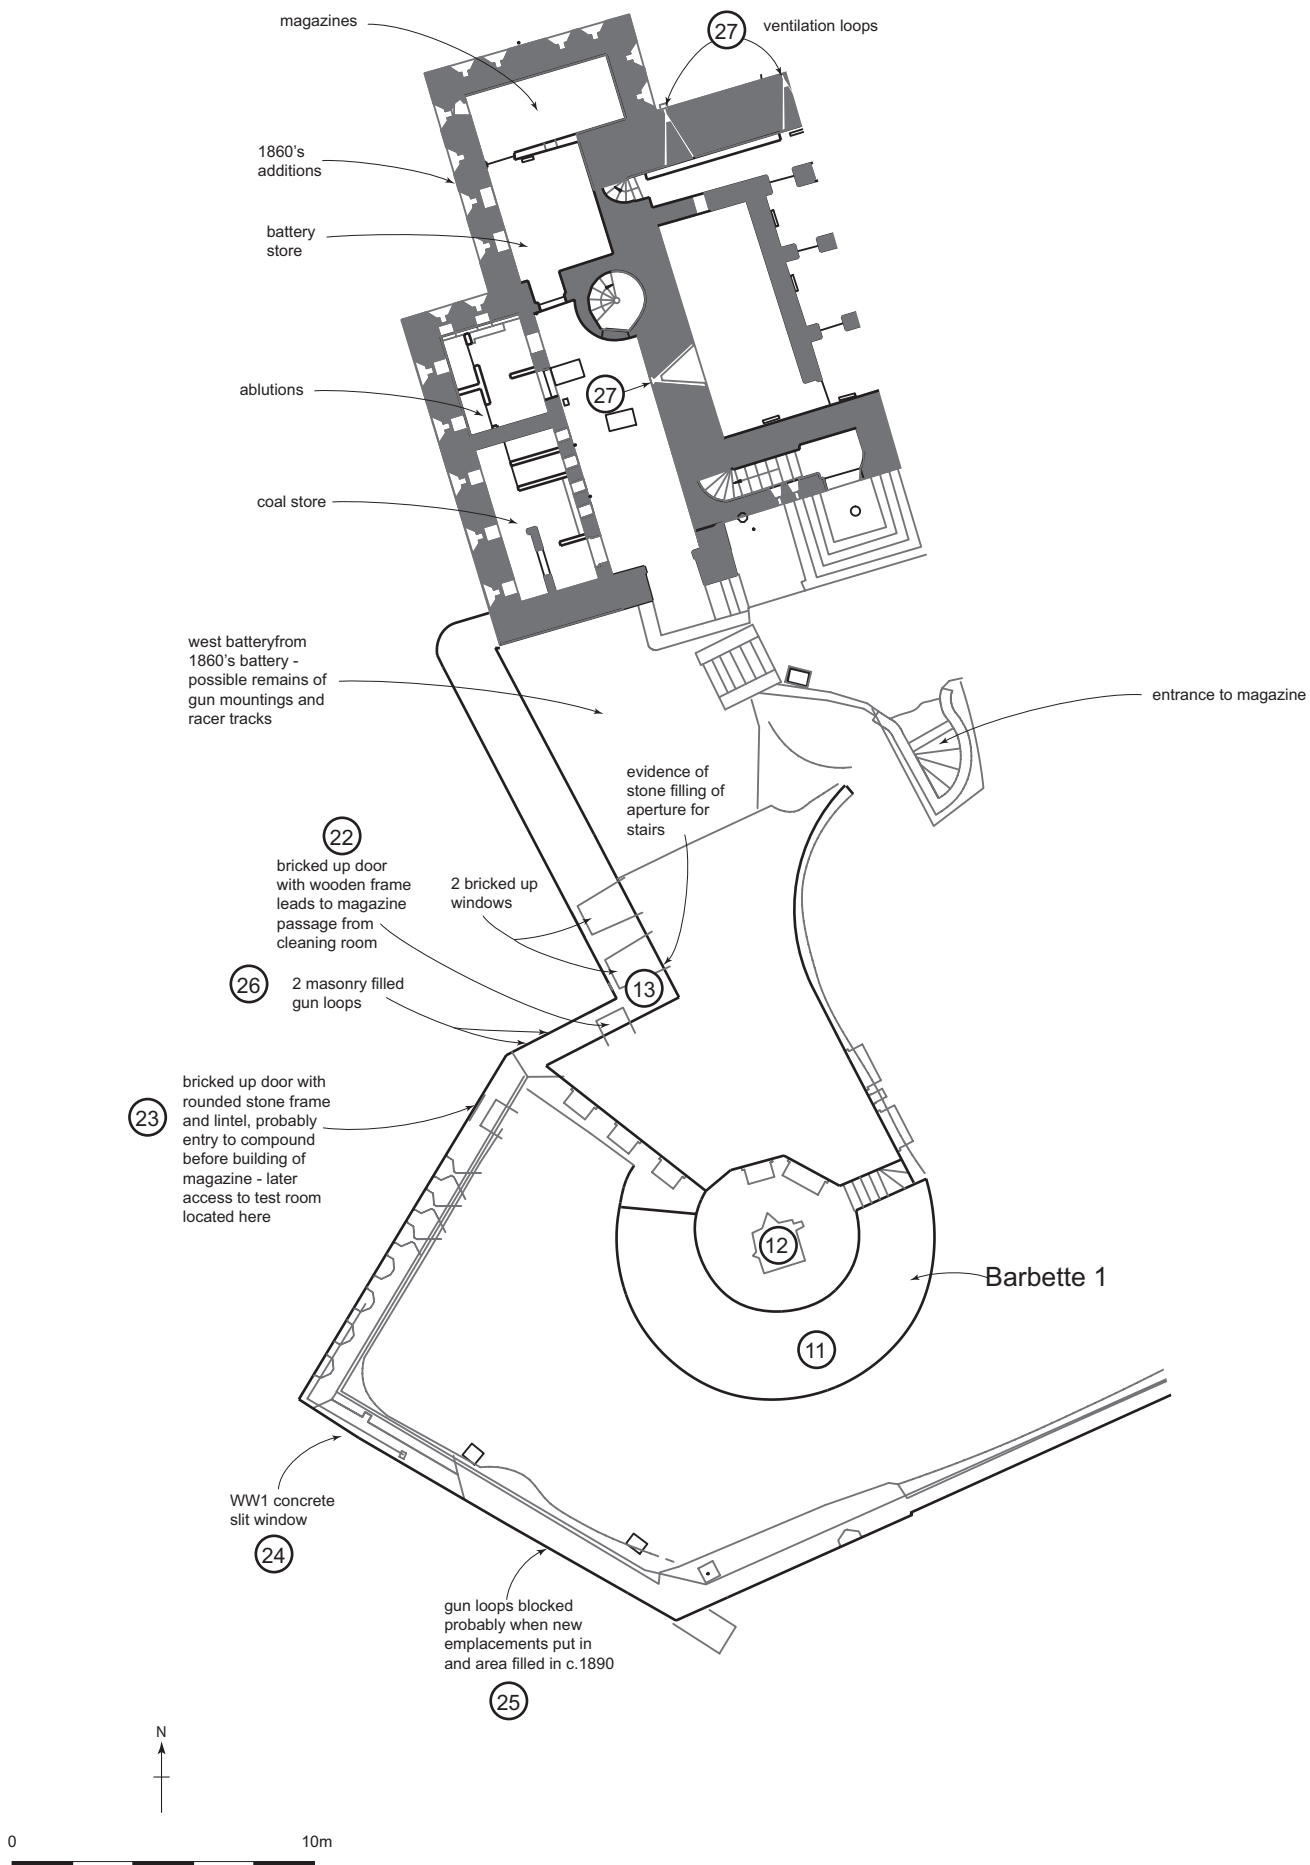 magazines
27
ventilation loops
1860's
additions
battery
store
ablutions
27
coal store
west batteryfrom
1860's battery -
possible remains of
gun mountings and
racer tracks
entrance to magazine
evidence of
stone filling of
aperture for
stairs
22
bricked up door
with wooden frame
leads to magazine
passage from
cleaning room
2 bricked up
windows
26
2 masonry filled
gun loops
13
23
bricked up door with
rounded stone frame
and lintel, probably
entry to compound
before building of
magazine - later
access to test room
located here
12
Barbette 1
11
WW1 concrete
slit window
24
gun loops blocked
probably when new
emplacements put in
and area filled in c.1890
25
N
0
10m